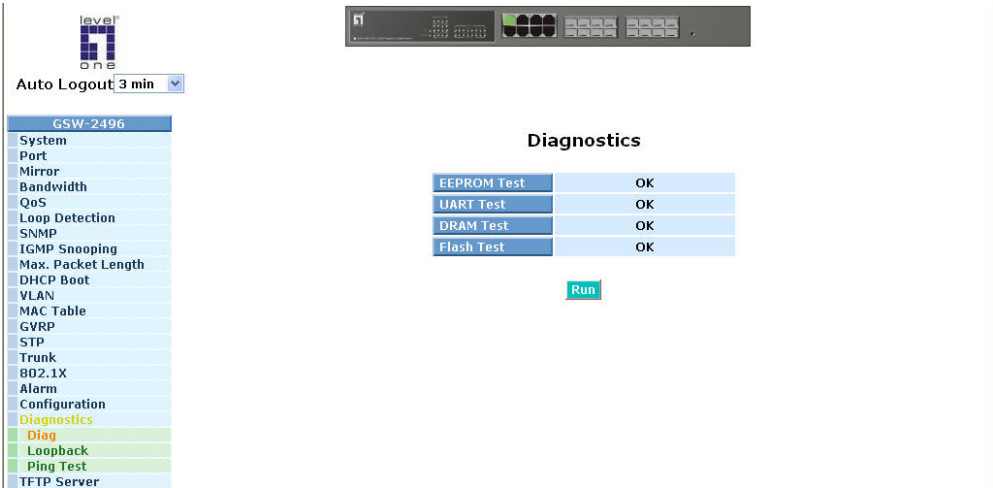 level
one
Auto Logout 3 min
GSW-2496
System
Port
Mirror
Bandwidth
QoS
Loop Detection
SNMP
IGMP Snooping
Max. Packet Length
DHCP Boot
VLAN
MAC Table
GVRP
STP
Trunk
802.1X
Alarm
Configuration
Diagnostics
Diag
Loopback
Ping Test
TFTP Server
Diagnostics
EEPROM Test OK
UART Test OK
DRAM Test OK
Flash Test OK
Run